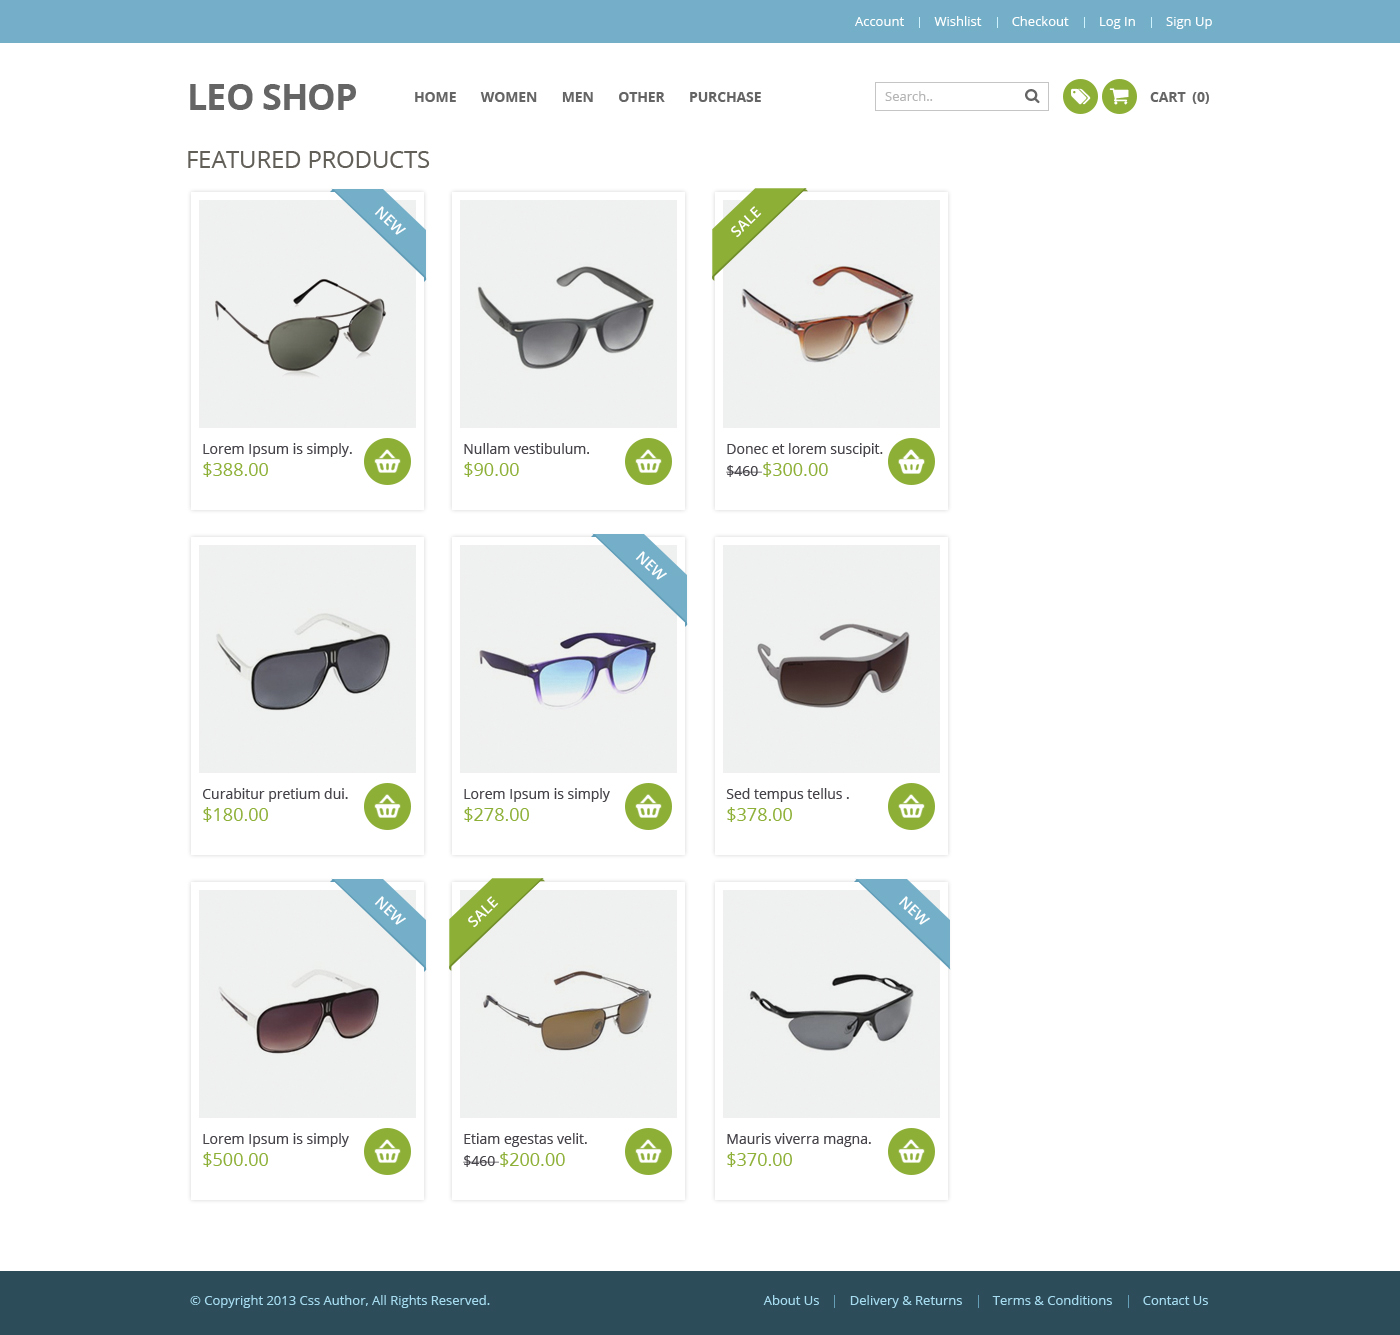 Account | Wishlist | Checkout | Log In | Sign Up
LEO SHOP HOME WOMEN MEN OTHER PURCHASE Search.. CART (0)
FEATURED PRODUCTS
NEW
SALE
Lorem Ipsum is simply.
$388.00
Nullam vestibulum.
$90.00
Donec et lorem suscipit.
$460 $300.00
NEW
Curabitur pretium dui.
$180.00
Lorem Ipsum is simply
$278.00
Sed tempus tellus .
$378.00
NEW
SALE
NEW
Lorem Ipsum is simply
$500.00
Etiam egestas velit.
$460 $200.00
Mauris viverra magna.
$370.00
© Copyright 2013 Css Author, All Rights Reserved. About Us | Delivery & Returns | Terms & Conditions | Contact Us